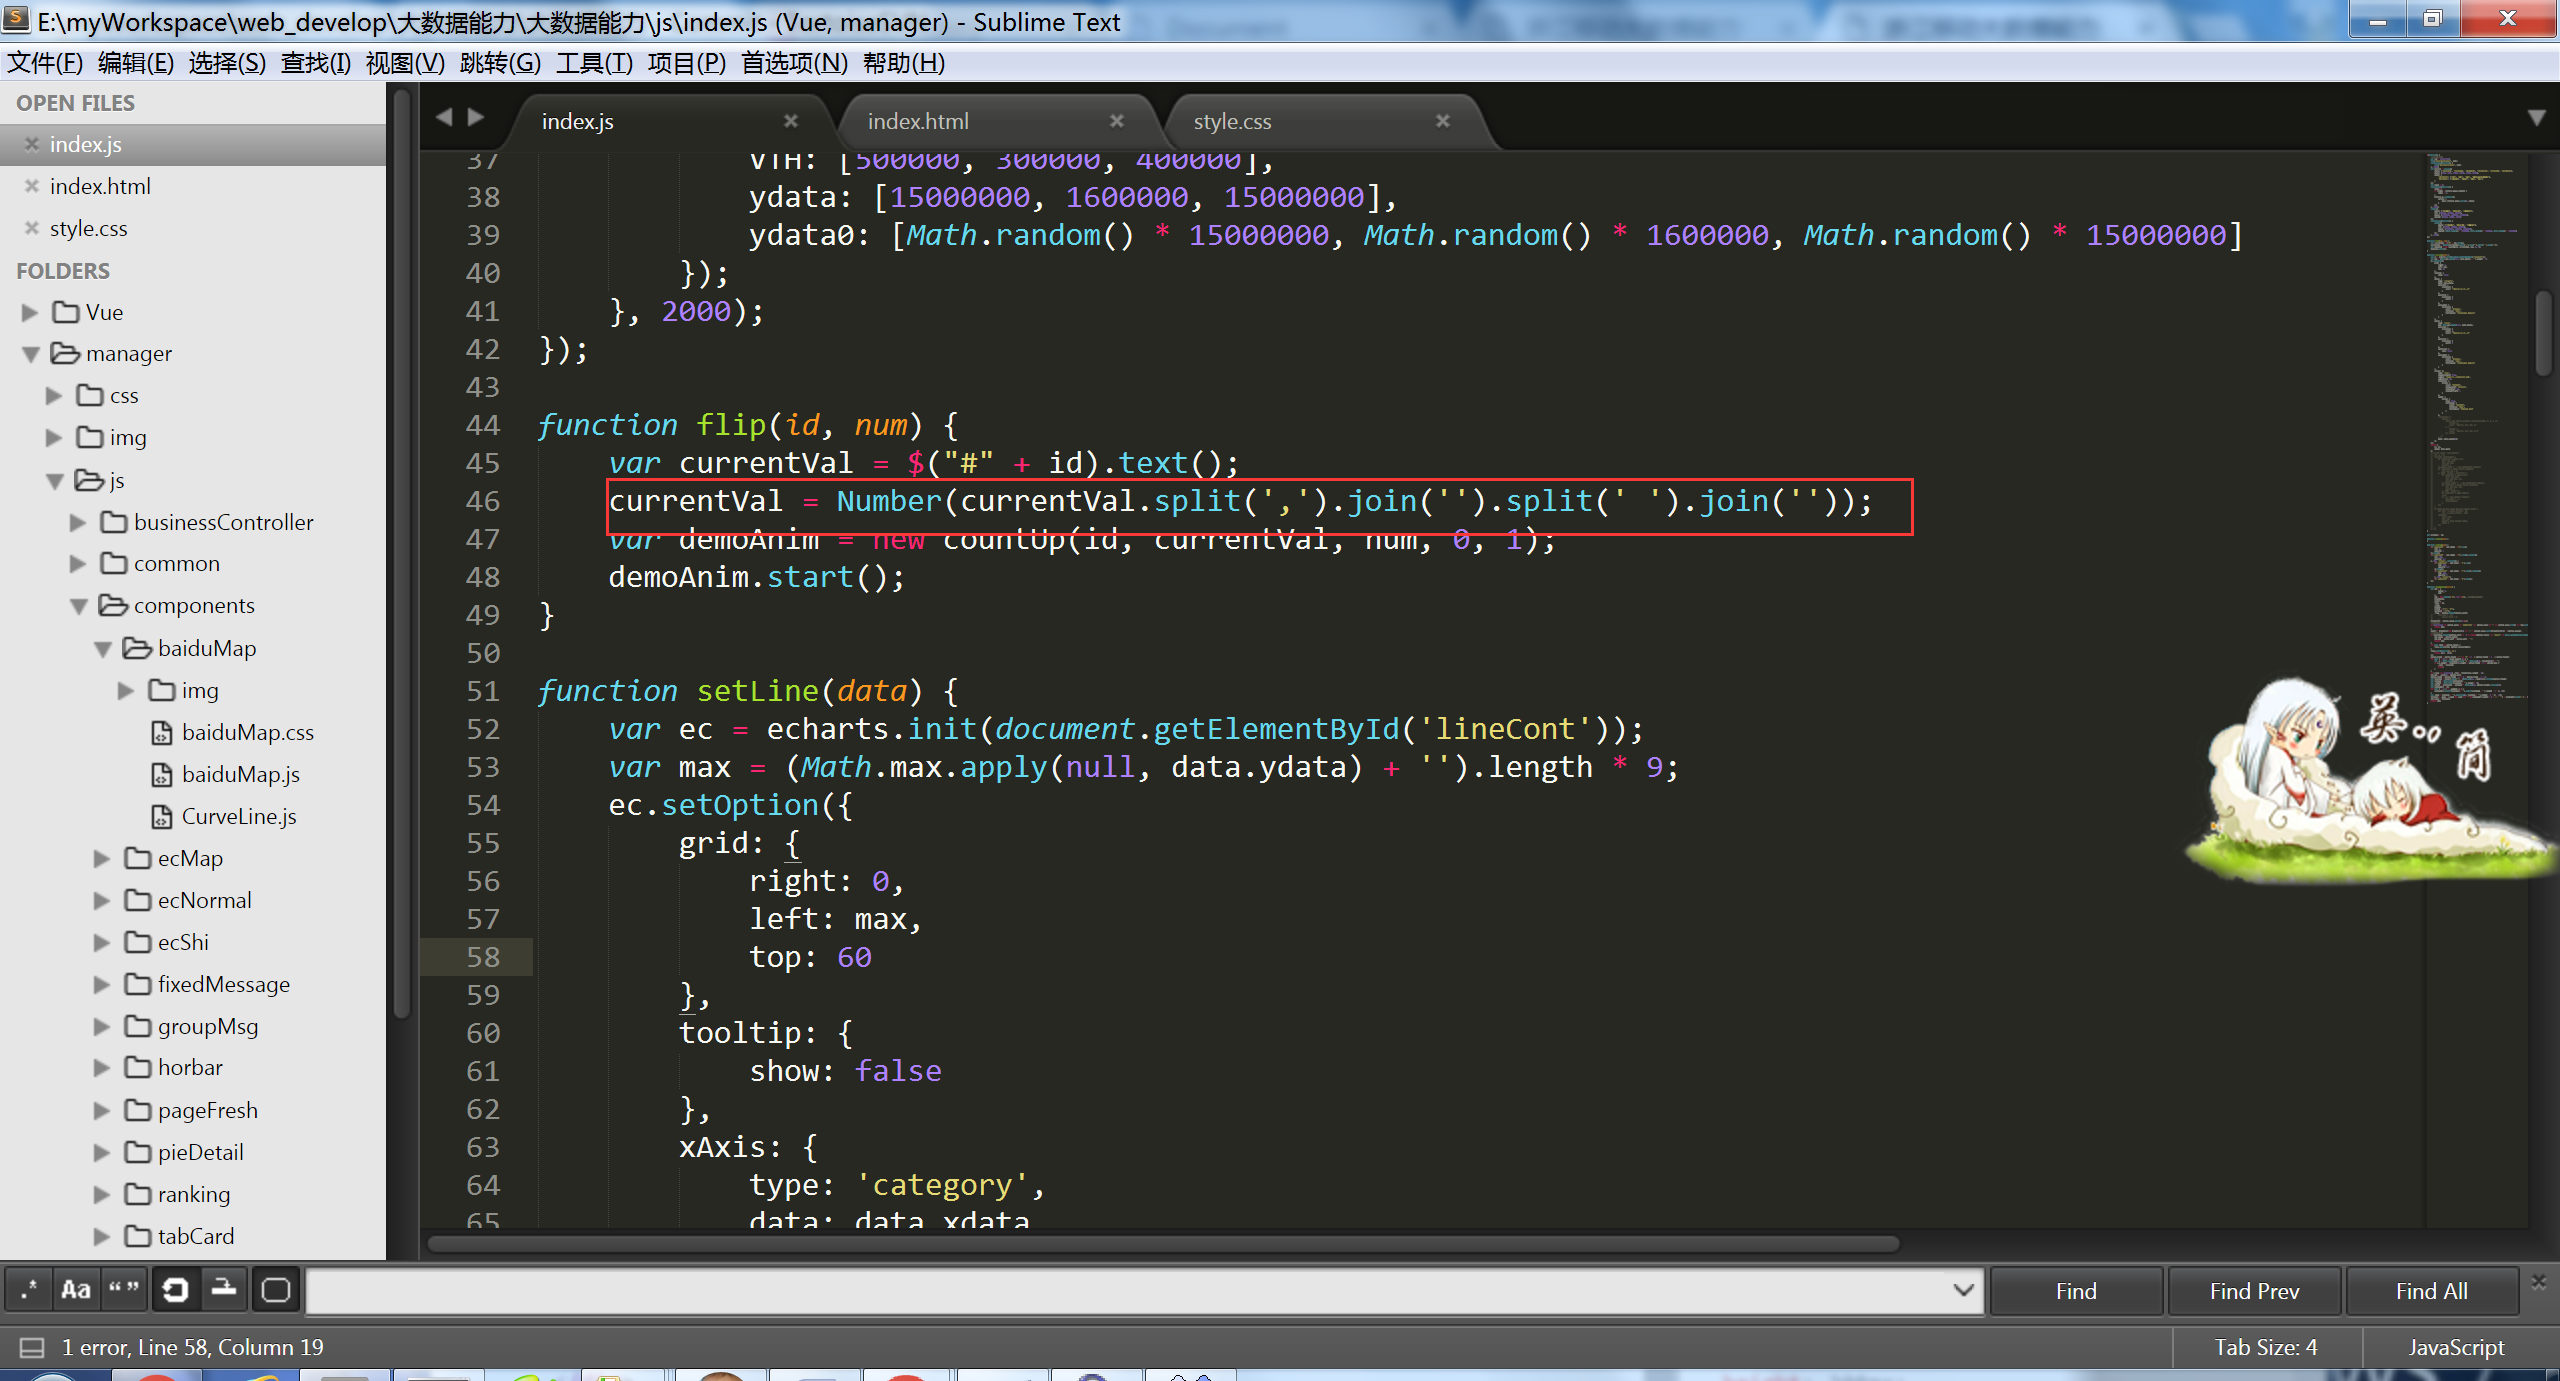 E:\myWorkspace\web_develop\大数据能力\大数据能力\js\index.js (Vue, manager) - Sublime Text
文件(F) 编辑(E) 选择(S) 查找(I) 视图(V) 跳转(G) 工具(T) 项目(P) 首选项(N) 帮助(H)
OPEN FILES
index.js
index.html
style.css
FOLDERS
Vue
manager
css
img
js
businessController
common
components
baiduMap
img
baiduMap.css
baiduMap.js
CurveLine.js
ecMap
ecNormal
ecShi
fixedMessage
groupMsg
horbar
pageFresh
pieDetail
ranking
tabCard
index.js
index.html
style.css
37 VTH: [500000, 300000, 400000],
38 ydata: [15000000, 1600000, 15000000],
39 ydata0: [Math.random() * 15000000, Math.random() * 1600000, Math.random() * 15000000]
40 });
41 }, 2000);
42 });
43
44 function flip(id, num) {
45 var currentVal = $("#" + id).text();
46 currentVal = Number(currentVal.split(',').join('').split(' ').join(''));
47 var demoAnim = new countUp(id, currentVal, num, 0, 1);
48 demoAnim.start();
49 }
50
51 function setLine(data) {
52 var ec = echarts.init(document.getElementById('lineCont'));
53 var max = (Math.max.apply(null, data.ydata) + '').length * 9;
54 ec.setOption({
55 grid: {
56 right: 0,
57 left: max,
58 top: 60
59 },
60 tooltip: {
61 show: false
62 },
63 xAxis: {
64 type: 'category',
65 data: data.xdata
英..简
.* Aa “ ”
Find
Find Prev
Find All
1 error, Line 58, Column 19
Tab Size: 4
JavaScript